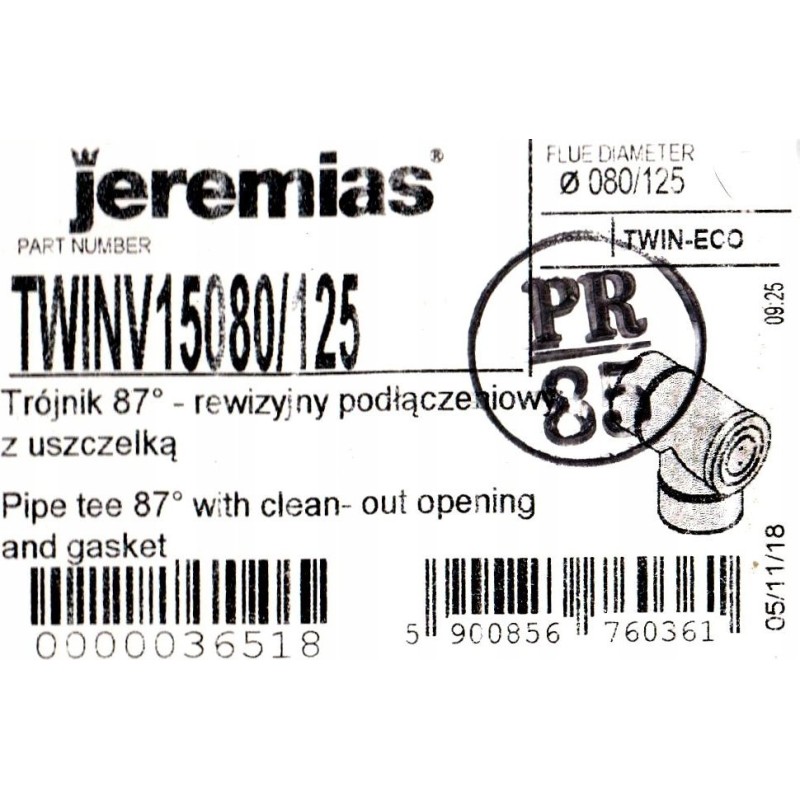 jeremias®
FLUE DIAMETER
Ø 080/125
PART NUMBER
TWIN-ECO
TWINV15080/125
09:25
PR
85
Trójnik 87° - rewizyjny podłączeniowy
z uszczelką
Pipe tee 87° with clean- out opening
and gasket
05/11/18
0000036518
5 900856 760361